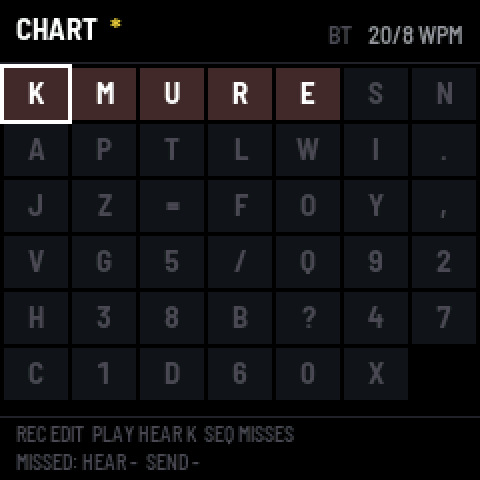 CHART *
BT 20/8 WPM
K M U R E S N
A P T L W I .
J Z = F O Y ,
V G 5 / Q 9 2
H 3 8 B ? 4 7
C 1 D 6 0 X
REC EDIT PLAY HEAR K SEQ MISSES
MISSED: HEAR - SEND -